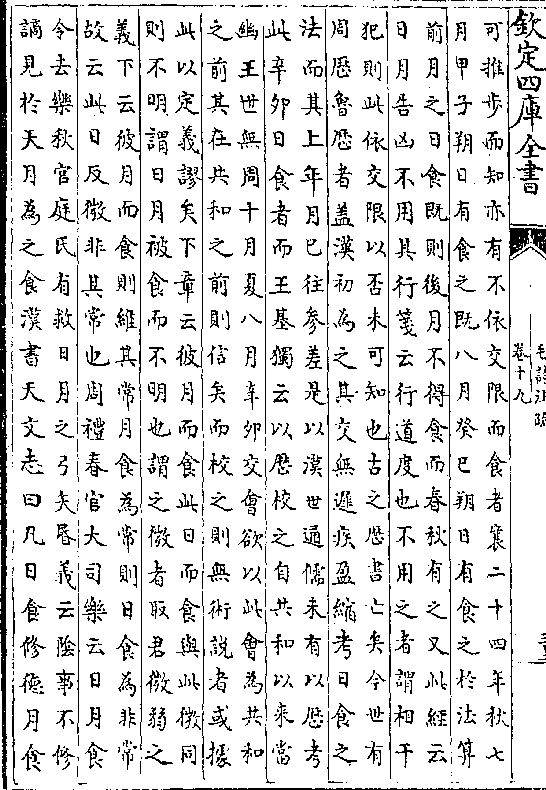 欽定四庫全書
毛詩注疏
卷十九
可推步而知亦有不依交限而食者襄二十四年秋七
月甲子朔日有食之既八月癸巳朔日有食之於法算
前月之日食既則後月不得食而春秋有之又此經云
日月告凶不用其行箋云行道度也不用之者謂相干
犯則此依交限以否未可知也古之厯書亡矣今世有
周厯魯厯者盖漢初為之其交無遲疾盈縮考日食之
法而其上年月已往參差是以漢世通儒未有以厯考
此辛卯日食者而王基獨云以厯校之自共和以來當
幽王世無周十月夏八月辛卯交會欲以此會為共和
之前其在共和之前則信矣而校之則無術説者或據
此以定義謬矣下章云彼月而食此日而食與此微同
則不明謂日月被食而不明也謂之微者取君微弱之
義下云彼月而食則維其常月食為常則日食為非常
故云此日反微非其常也周禮春官大司樂云日月食
令去樂秋官庭氏有救日月之弓矢昏義云陰事不修
謫見於天月為之食漢書天文志曰凡日食修德月食